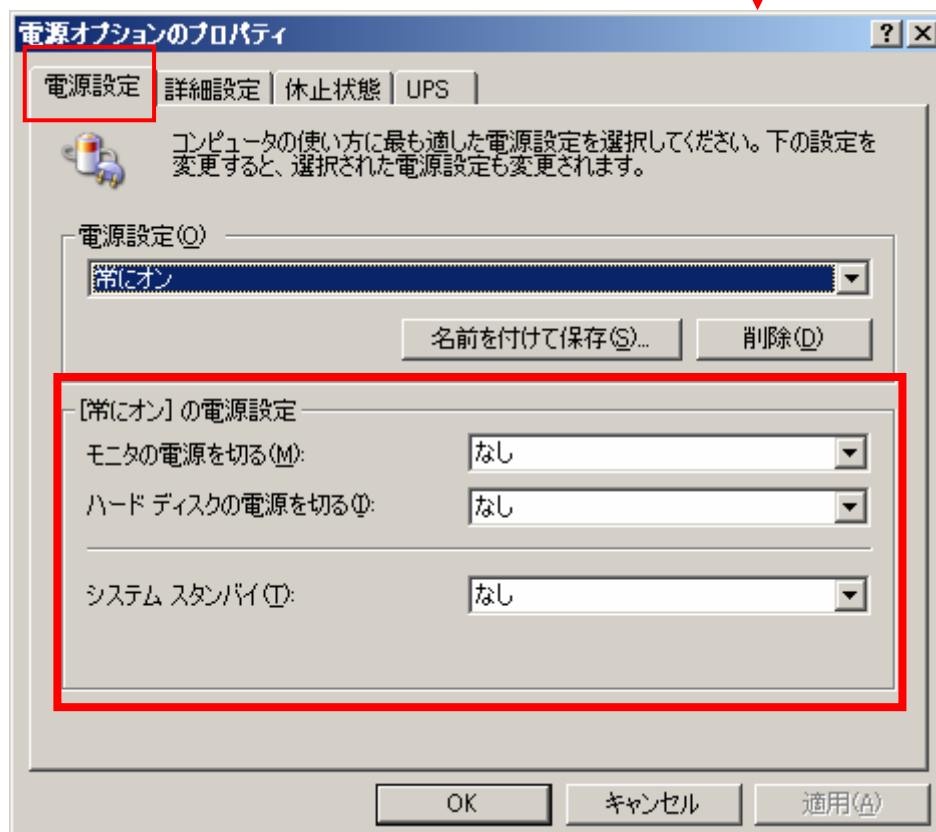 電源オプションのプロパティ
電源設定 詳細設定 休止状態 UPS
コンピュータの使い方に最も適した電源設定を選択してください。下の設定を
変更すると、選択された電源設定も変更されます。
電源設定(O)
常にオン
名前を付けて保存(S)... 削除(D)
[常にオン] の電源設定
モニタの電源を切る(M): なし
ハード ディスクの電源を切る(I): なし
システム スタンバイ(T): なし
OK キャンセル 適用(A)